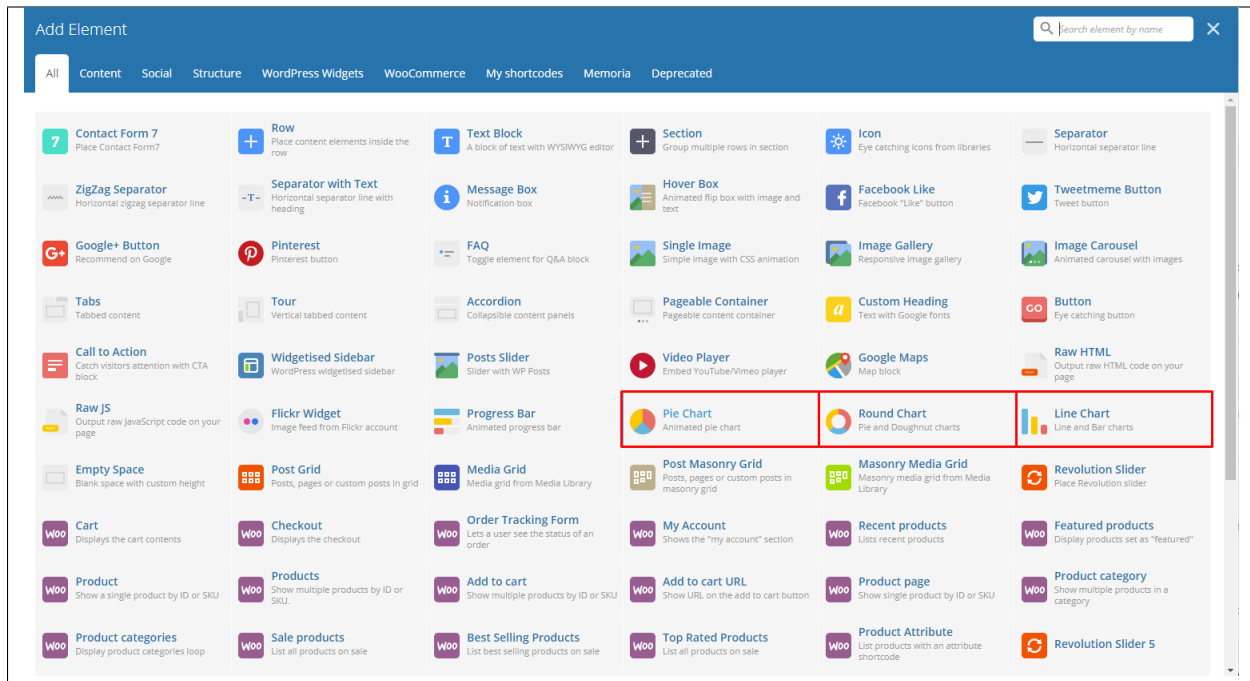 Add Element
Search element by name
All Content Social Structure WordPress Widgets WooCommerce My shortcodes Memoria Deprecated
7
Contact Form 7
Place Contact Form7
Row
Place content elements inside the
row
T
Text Block
A block of text with WYSIWYG editor
Section
Group multiple rows in section
Icon
Eye catching icons from libraries
Separator
Horizontal separator line
ZigZag Separator
Horizontal zigzag separator line
-T-
Separator with Text
Horizontal separator line with
heading
i
Message Box
Notification box
Hover Box
Animated flip box with image and
text
f
Facebook Like
Facebook "Like" button
Tweetmeme Button
Tweet button
G+
Google+ Button
Recommend on Google
Pinterest
Pinterest button
FAQ
Toggle element for Q&A block
Single Image
Simple image with CSS animation
Image Gallery
Responsive image gallery
Image Carousel
Animated carousel with images
Tabs
Tabbed content
Tour
Vertical tabbed content
Accordion
Collapsible content panels
Pageable Container
Pageable content container
a
Custom Heading
Text with Google fonts
GO
Button
Eye catching button
Call to Action
Catch visitors attention with CTA
block
Widgetised Sidebar
WordPress widgetised sidebar
Posts Slider
Slider with WP Posts
Video Player
Embed YouTube/Vimeo player
Google Maps
Map block
Raw HTML
Output raw HTML code on your
page
Raw JS
Output raw JavaScript code on your
page
Flickr Widget
Image feed from Flickr account
Progress Bar
Animated progress bar
Pie Chart
Animated pie chart
Round Chart
Pie and Doughnut charts
Line Chart
Line and Bar charts
Empty Space
Blank space with custom height
Post Grid
Posts, pages or custom posts in grid
Media Grid
Media grid from Media Library
Post Masonry Grid
Posts, pages or custom posts in
masonry grid
Masonry Media Grid
Masonry media grid from Media
Library
Revolution Slider
Place Revolution slider
Woo
Cart
Displays the cart contents
Woo
Checkout
Displays the checkout
Woo
Order Tracking Form
Lets a user see the status of an
order
Woo
My Account
Shows the "my account" section
Woo
Recent products
Lists recent products
Woo
Featured products
Display products set as "featured"
Woo
Product
Show a single product by ID or SKU
Woo
Products
Show multiple products by ID or
SKU.
Woo
Add to cart
Show multiple products by ID or SKU
Woo
Add to cart URL
Show URL on the add to cart button
Woo
Product page
Show single product by ID or SKU
Woo
Product category
Show multiple products in a
category
Woo
Product categories
Display product categories loop
Woo
Sale products
List all products on sale
Woo
Best Selling Products
List best selling products on sale
Woo
Top Rated Products
List all products on sale
Woo
Product Attribute
List products with an attribute
shortcode
Revolution Slider 5